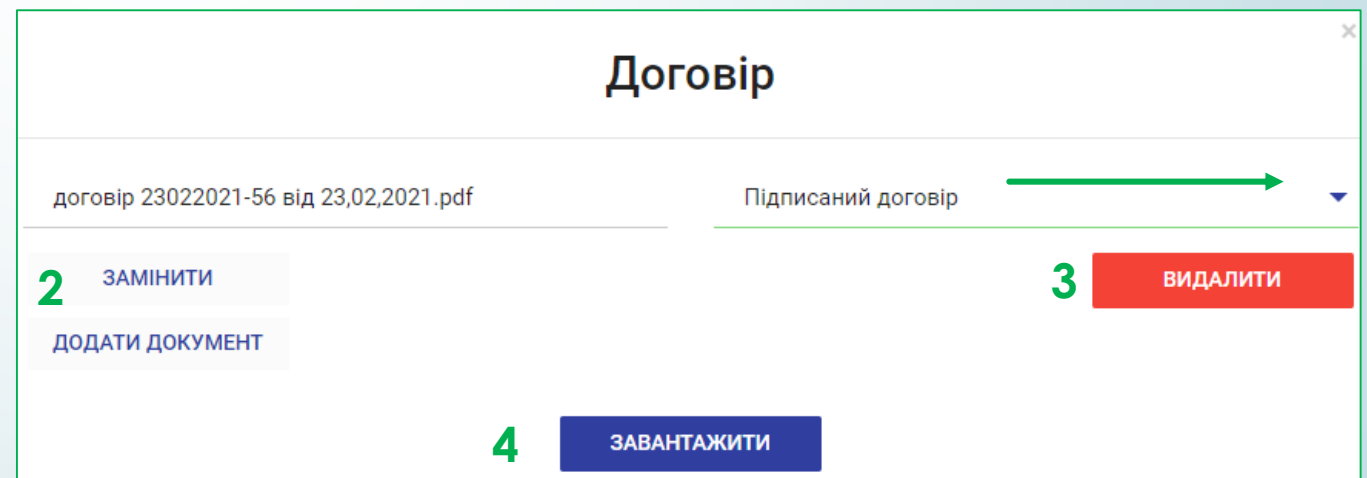 ×
Договір
договір 23022021-56 від 23,02,2021.pdf
Підписаний договір
2 ЗАМІНИТИ
3 ВИДАЛИТИ
ДОДАТИ ДОКУМЕНТ
4 ЗАВАНТАЖИТИ